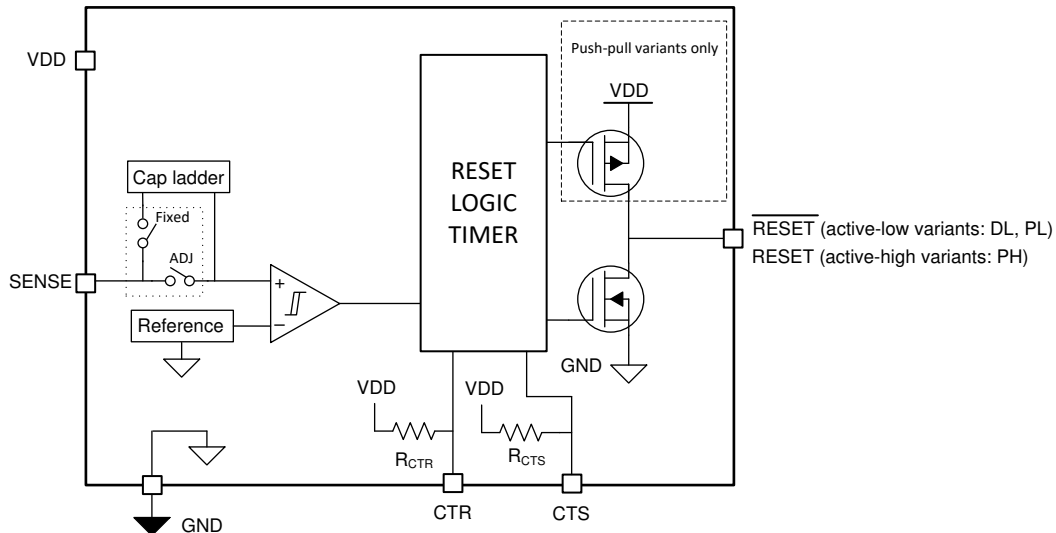 Push-pull variants only
VDD
VDD
Cap ladder
Fixed
ADJ
SENSE
+
−
Reference
RESET
LOGIC
TIMER
RESET (active-low variants: DL, PL)
RESET (active-high variants: PH)
GND
VDD
VDD
RCTR
RCTS
GND
CTR
CTS